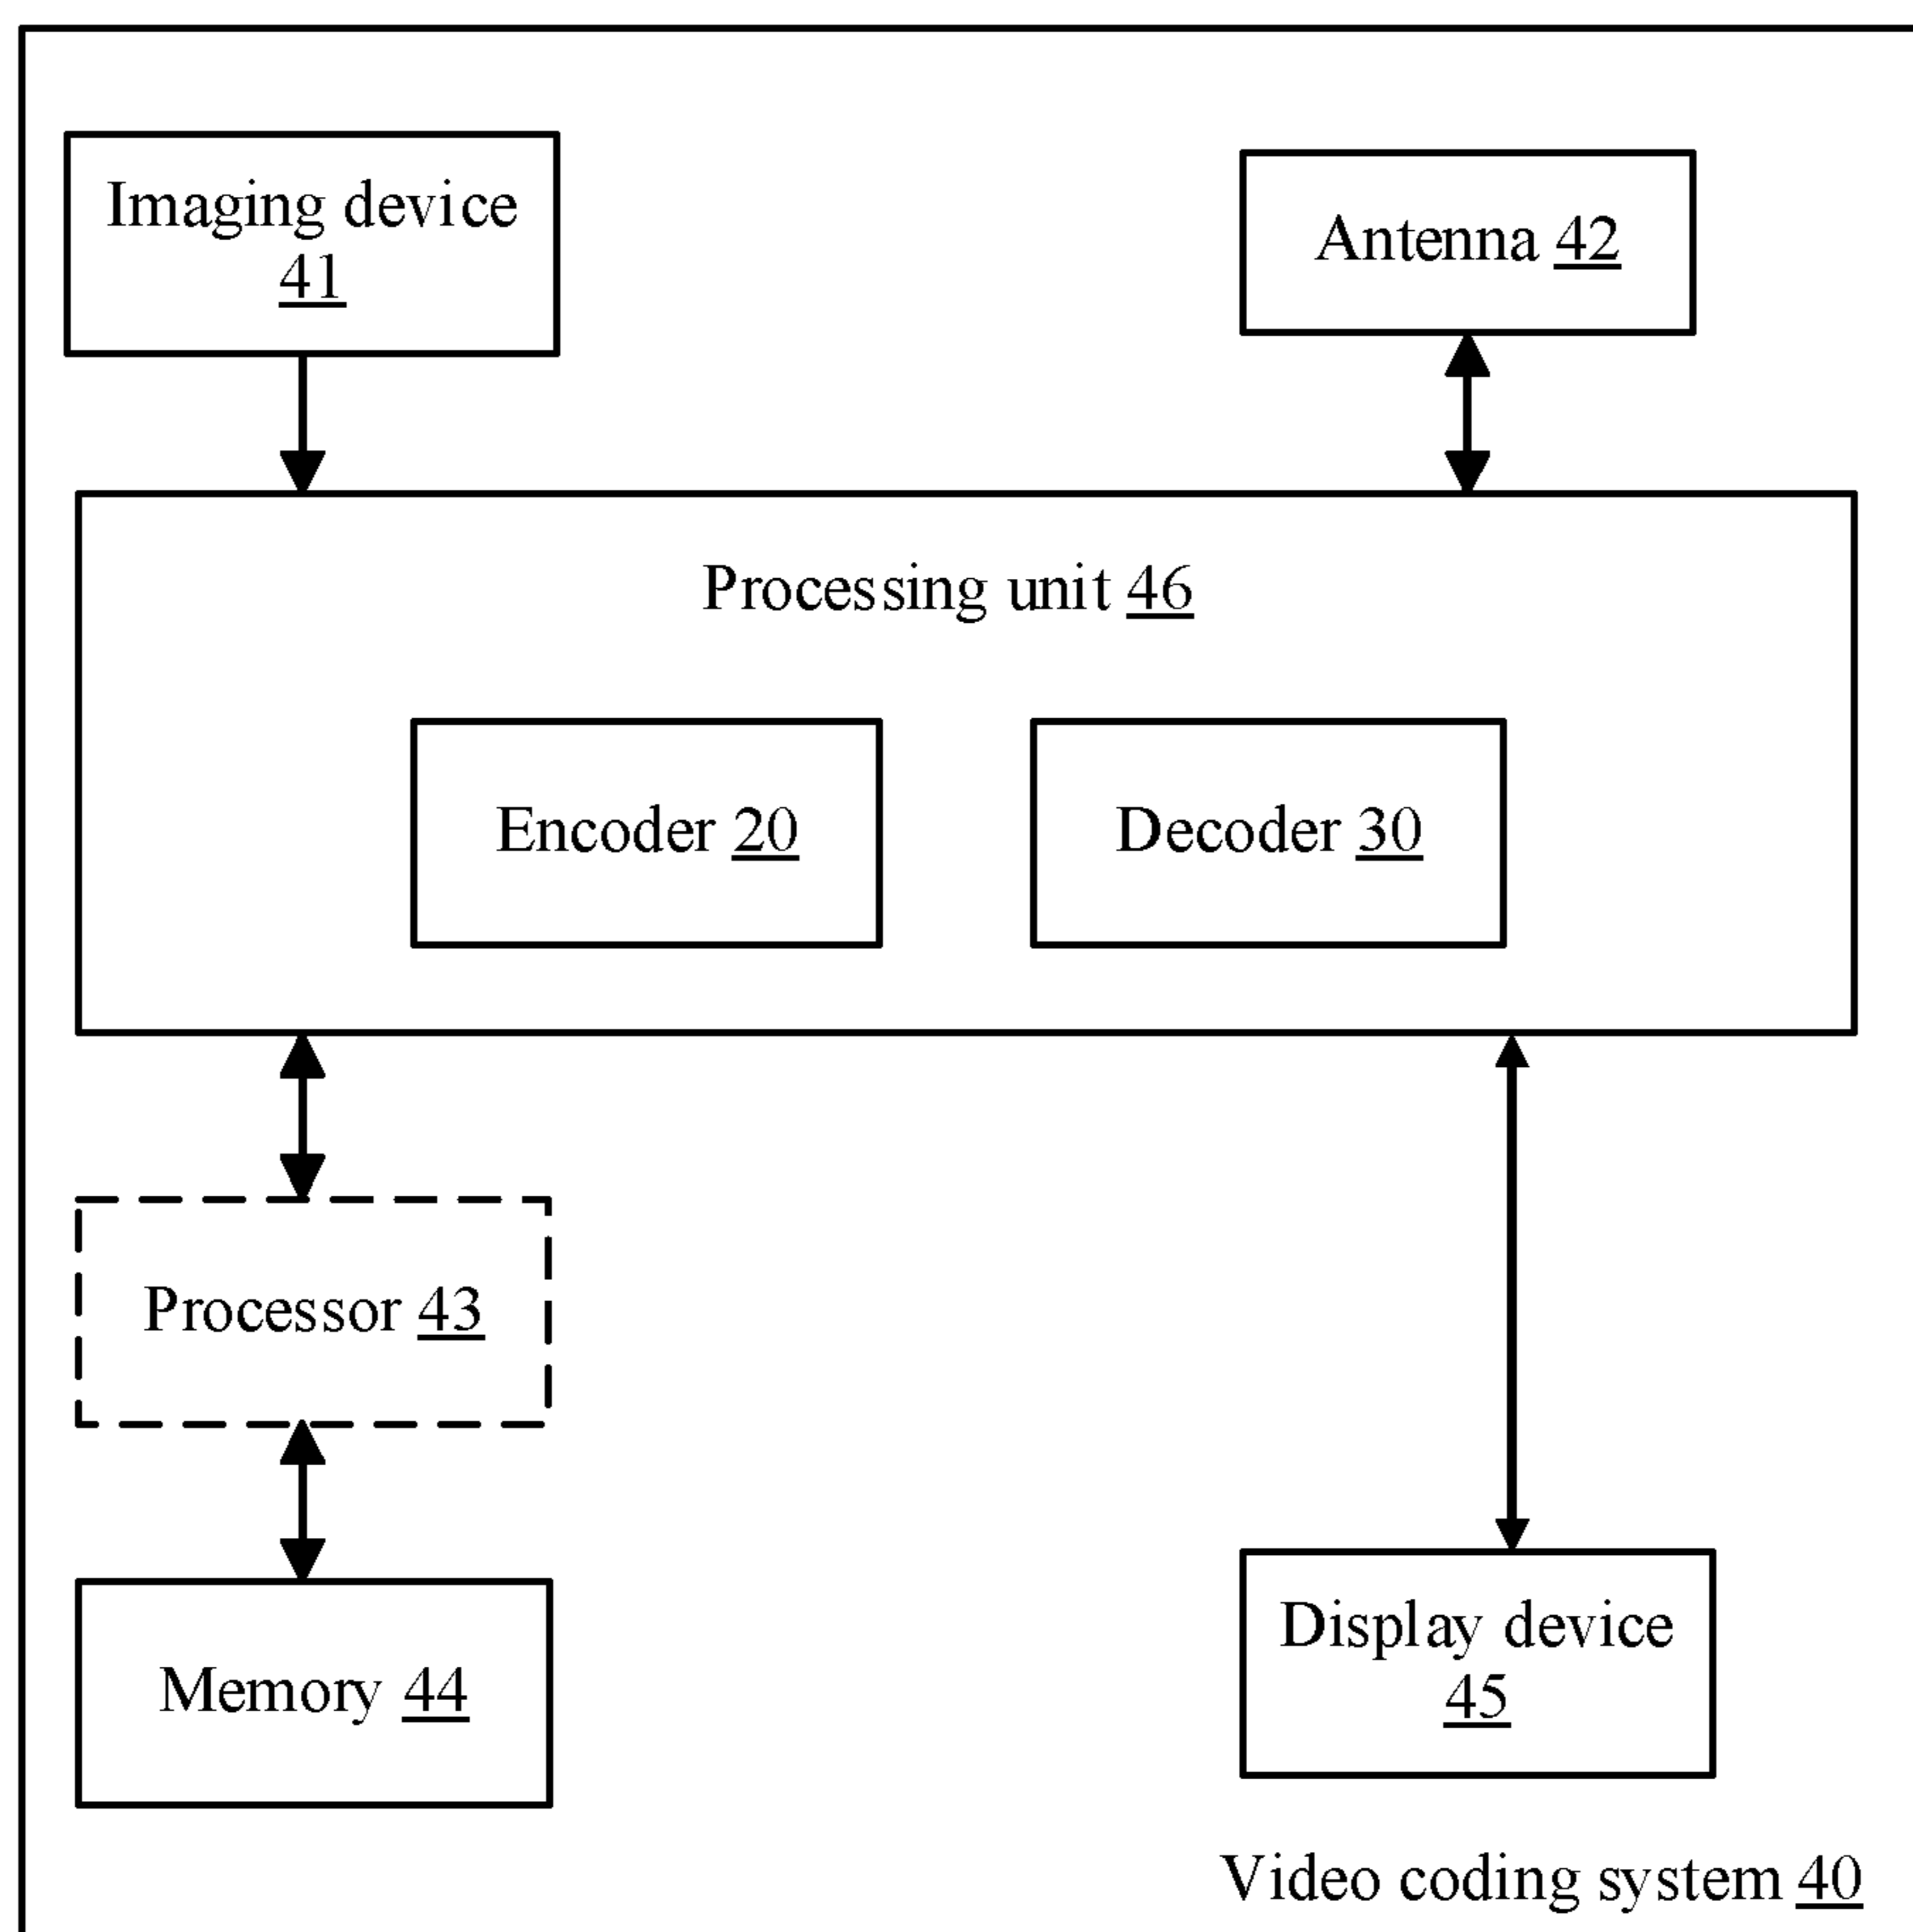 Imaging device
41
Antenna 42
Processing unit 46
Encoder 20
Decoder 30
Processor 43
Memory 44
Display device
45
Video coding system 40